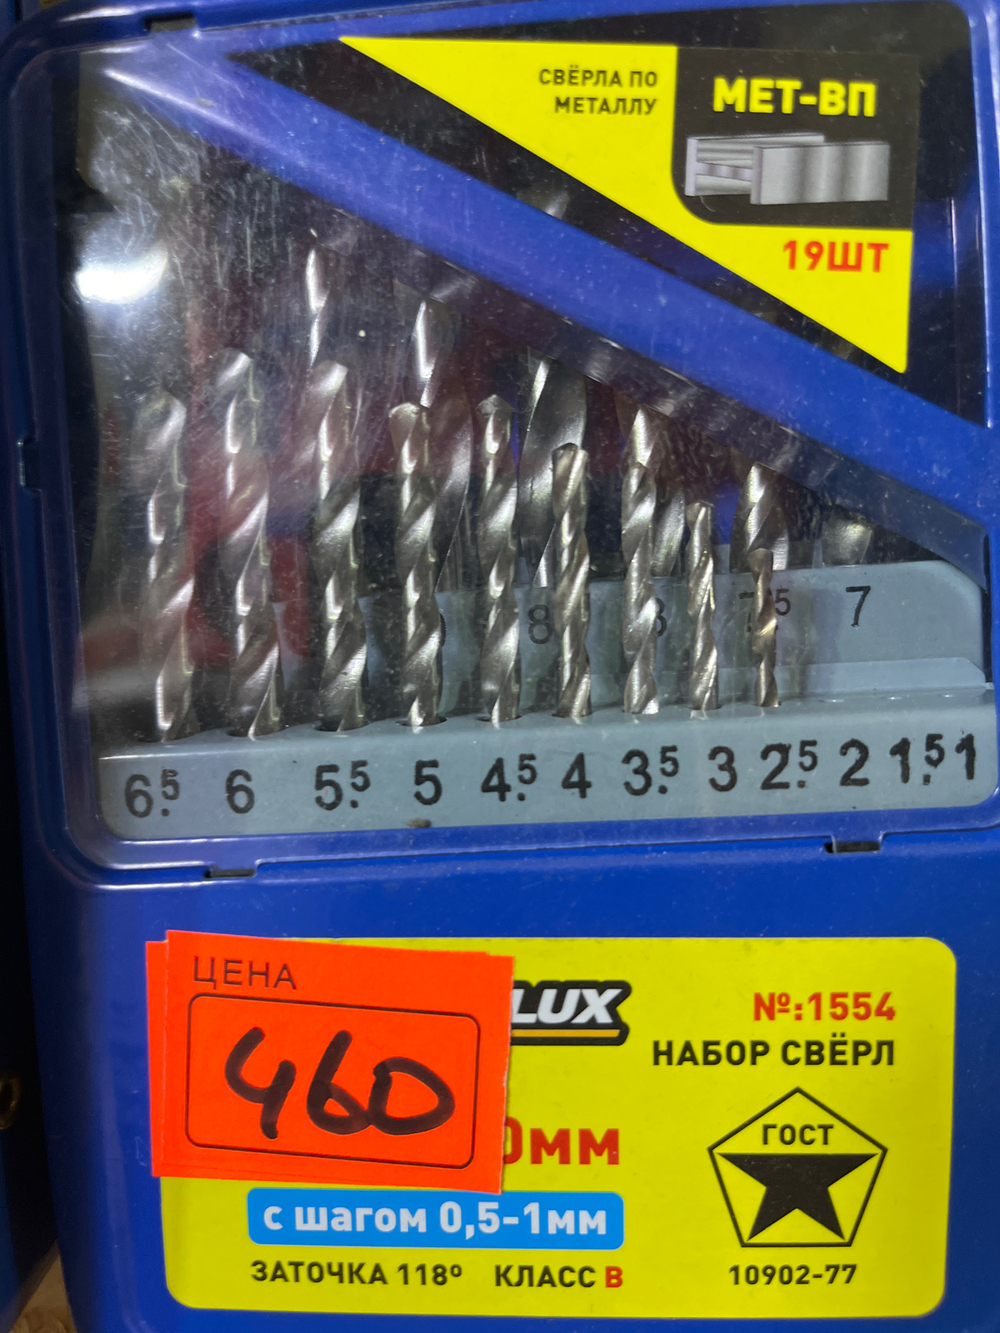 СВЁРЛА ПО
МЕТАЛЛУ
МЕТ-ВП
19ШТ
8
7
6.5 6 5.5 5 4.5 4 3.5 3 2.5 2 1.5 1
ЦЕНА
460
LUX
№:1554
НАБОР СВЁРЛ
0мм
ГОСТ
с шагом 0,5-1мм
ЗАТОЧКА 118° КЛАСС В
10902-77